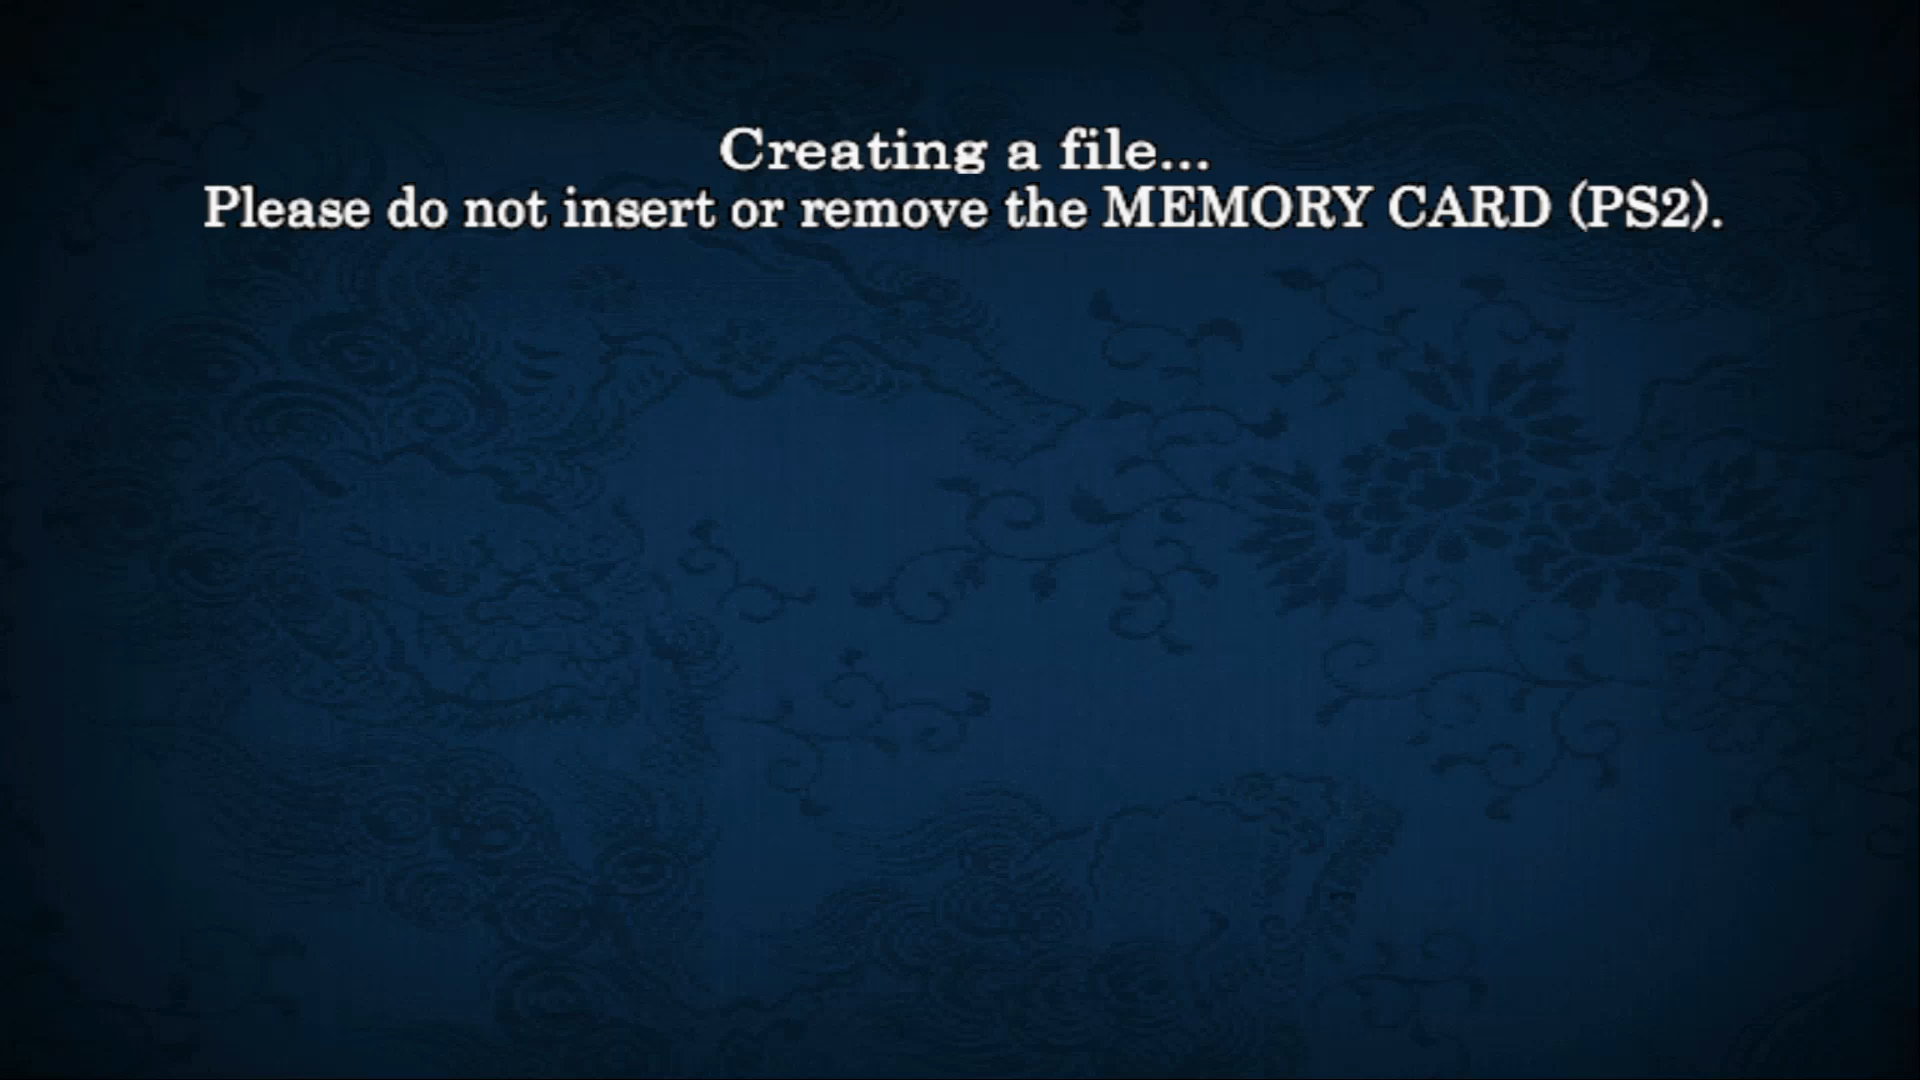 Creating a file...
Please do not insert or remove the MEMORY CARD (PS2).